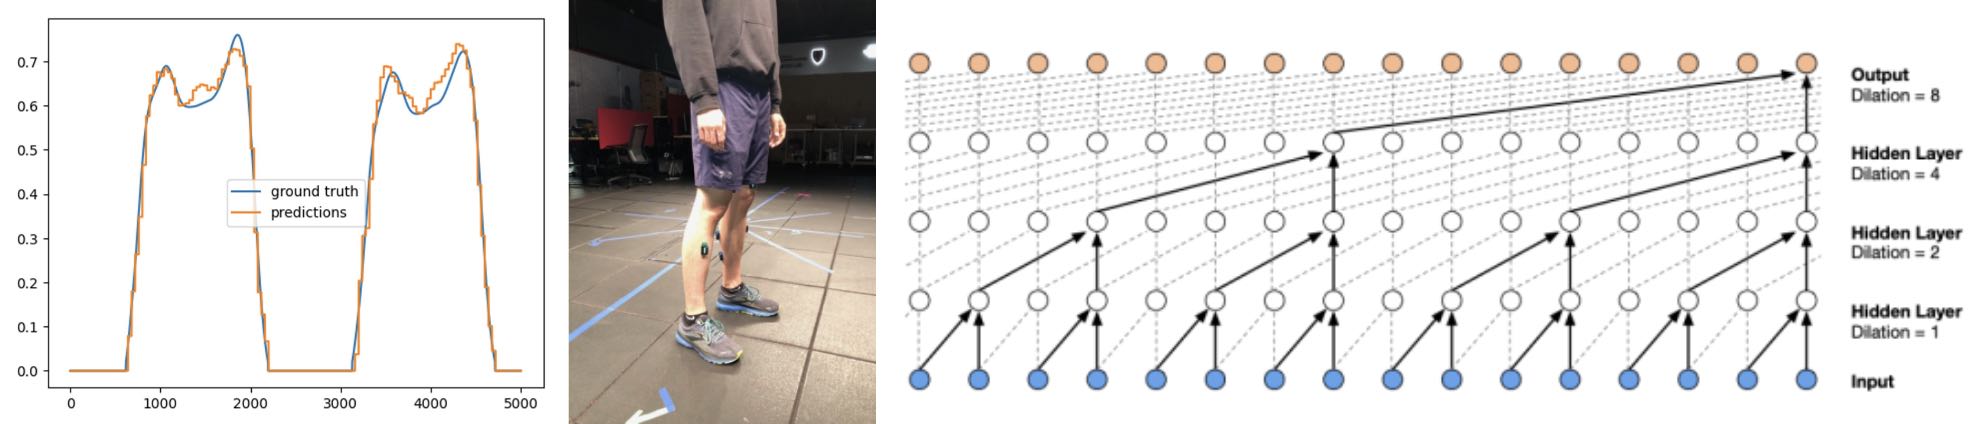 0.7
0.6
0.5
0.4
0.3
0.2
0.1
0.0
ground truth
predictions
0 1000 2000 3000 4000 5000
Output
Dilation = 8
Hidden Layer
Dilation = 4
Hidden Layer
Dilation = 2
Hidden Layer
Dilation = 1
Input